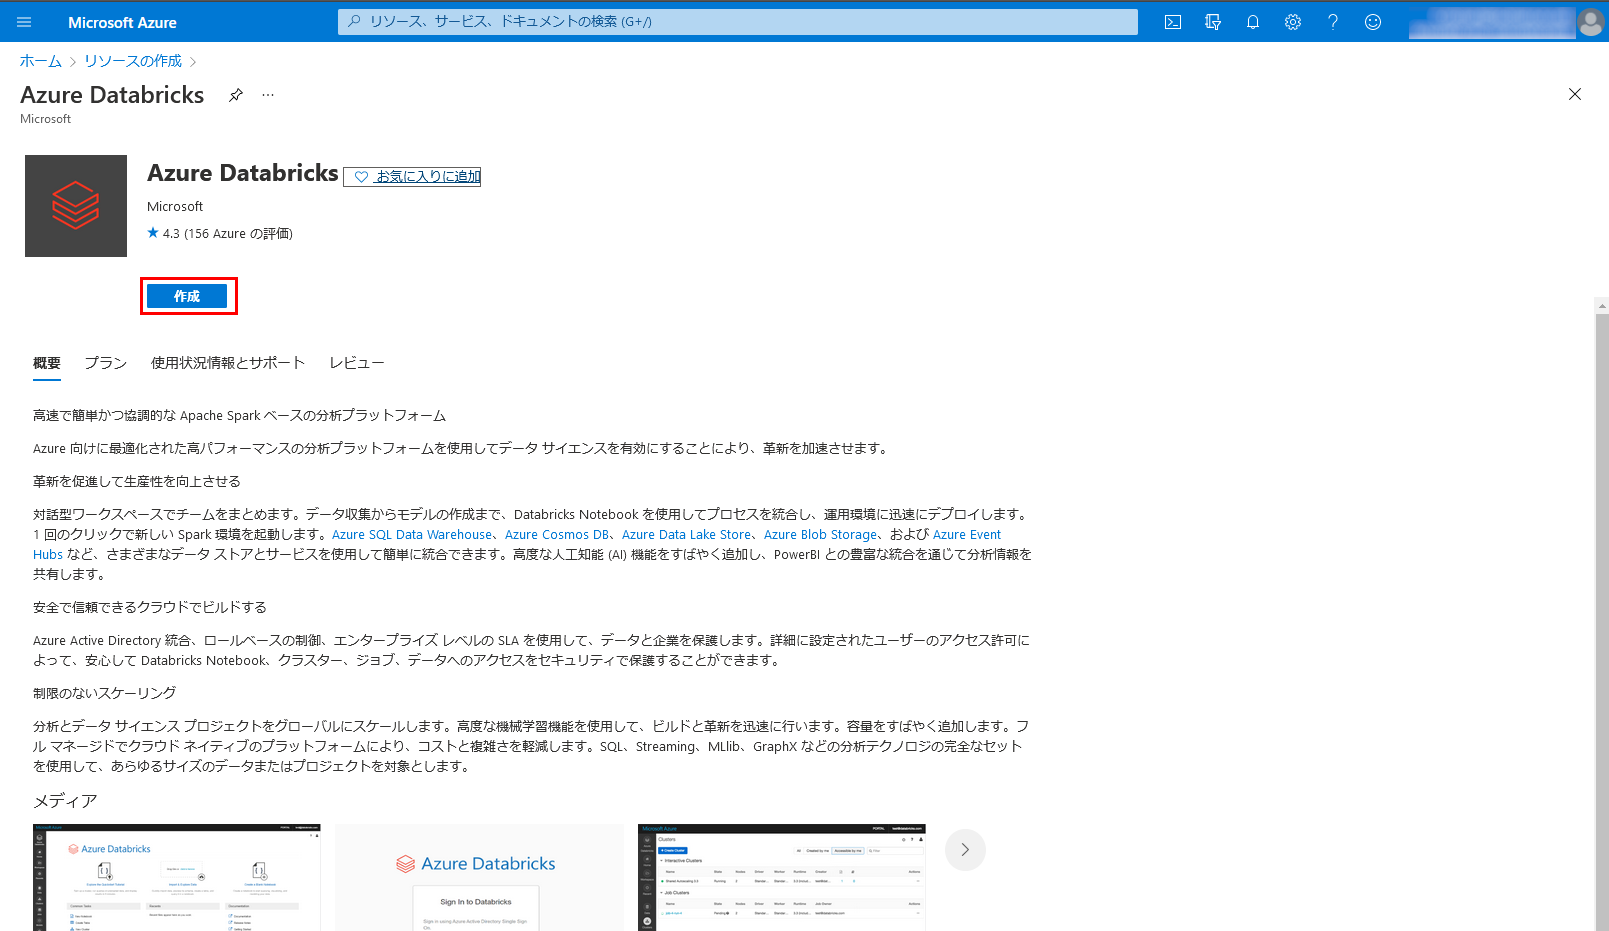 Microsoft Azure
リソース、サービス、ドキュメントの検索 (G+/)
ホーム > リソースの作成 >
Azure Databricks
Microsoft
Azure Databricks
お気に入りに追加
Microsoft
★ 4.3 (156 Azure の評価)
作成
概要 プラン 使用状況情報とサポート レビュー
高速で簡単かつ協調的な Apache Spark ベースの分析プラットフォーム
Azure 向けに最適化された高パフォーマンスの分析プラットフォームを使用してデータ サイエンスを有効にすることにより、革新を加速させます。
革新を促進して生産性を向上させる
対話型ワークスペースでチームをまとめます。データ収集からモデルの作成まで、Databricks Notebook を使用してプロセスを統合し、運用環境に迅速にデプロイします。
1 回のクリックで新しい Spark 環境を起動します。Azure SQL Data Warehouse、Azure Cosmos DB、Azure Data Lake Store、Azure Blob Storage、および Azure Event
Hubs など、さまざまなデータ ストアとサービスを使用して簡単に統合できます。高度な人工知能 (AI) 機能をすばやく追加し、PowerBI との豊富な統合を通じて分析情報を
共有します。
安全で信頼できるクラウドでビルドする
Azure Active Directory 統合、ロールベースの制御、エンタープライズ レベルの SLA を使用して、データと企業を保護します。詳細に設定されたユーザーのアクセス許可に
よって、安心して Databricks Notebook、クラスター、ジョブ、データへのアクセスをセキュリティで保護することができます。
制限のないスケーリング
分析とデータ サイエンス プロジェクトをグローバルにスケールします。高度な機械学習機能を使用して、ビルドと革新を迅速に行います。容量をすばやく追加します。フ
ル マネージドでクラウド ネイティブのプラットフォームにより、コストと複雑さを軽減します。SQL、Streaming、MLlib、GraphX などの分析テクノロジの完全なセット
を使用して、あらゆるサイズのデータまたはプロジェクトを対象とします。
メディア
Azure Databricks
Azure Databricks
Sign In to Databricks
Sign in using Azure Active Directory Single Sign
On.
Microsoft Azure
Clusters
Interactive Clusters
Job Clusters